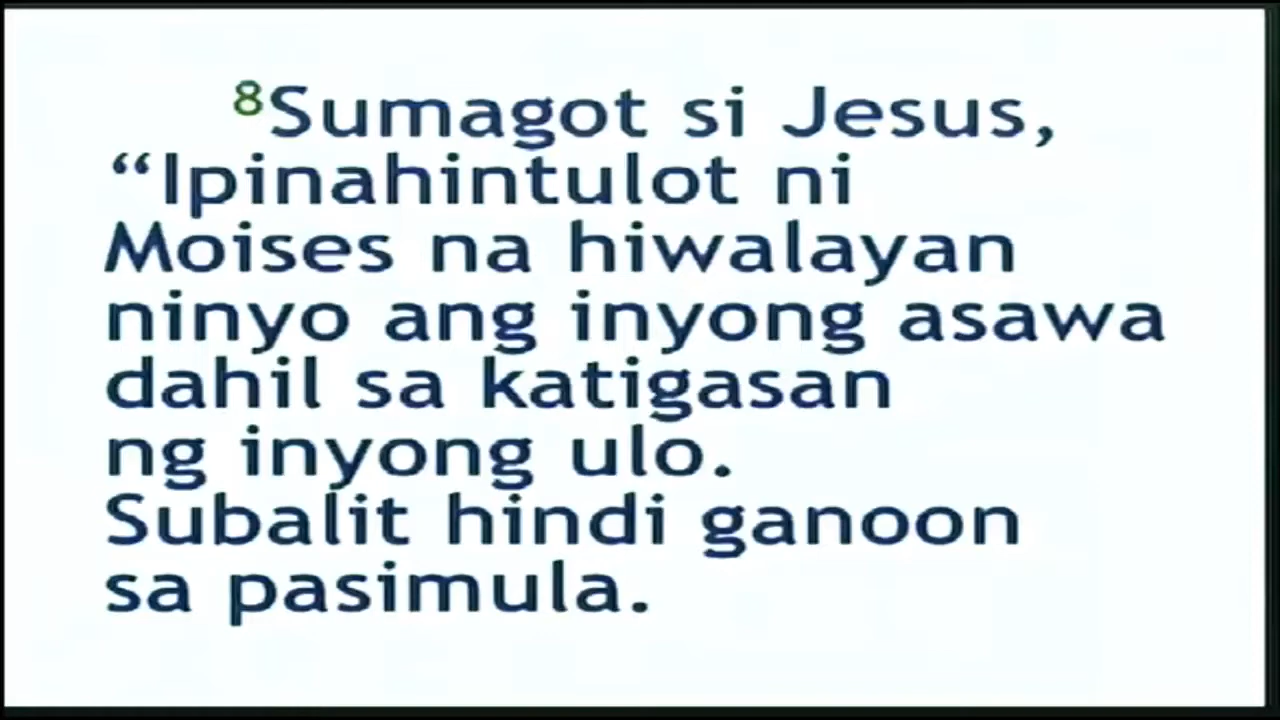 ⁸Sumagot si Jesus,
“Ipinahintulot ni
Moises na hiwalayan
ninyo ang inyong asawa
dahil sa katigasan
ng inyong ulo.
Subalit hindi ganoon
sa pasimula.